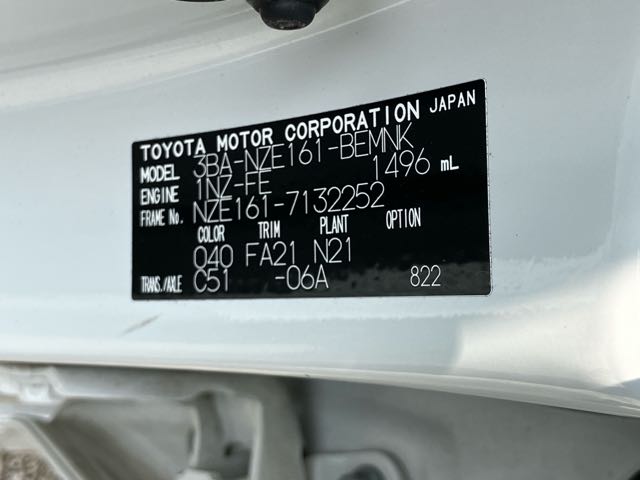 TOYOTA MOTOR CORPORATION JAPAN
MODEL 3BA-NZE161-BEMNK
ENGINE 1NZ-FE 1496 mL
FRAME No. NZE161-7132252
COLOR TRIM PLANT OPTION
040 FA21 N21
TRANS./AXLE C51 -06A 822